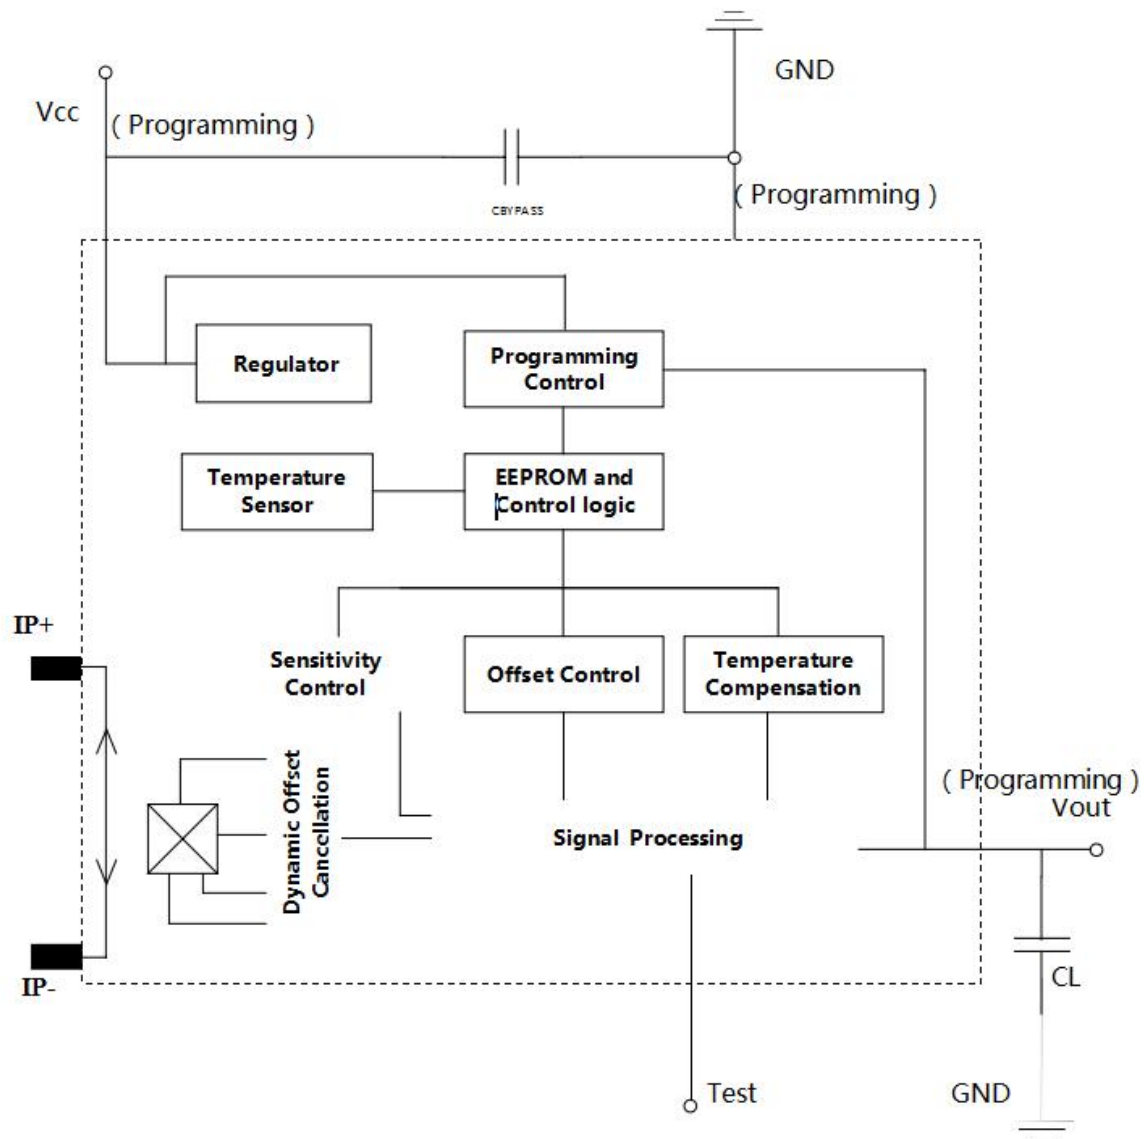 GND
Vcc
( Programming )
( Programming )
CBYPASS
Regulator
Programming
Control
Temperature
Sensor
EEPROM and
Control logic
IP+
Sensitivity
Control
Offset Control
Temperature
Compensation
Dynamic Offset
Cancellation
Signal Processing
( Programming )
Vout
IP-
CL
Test
GND